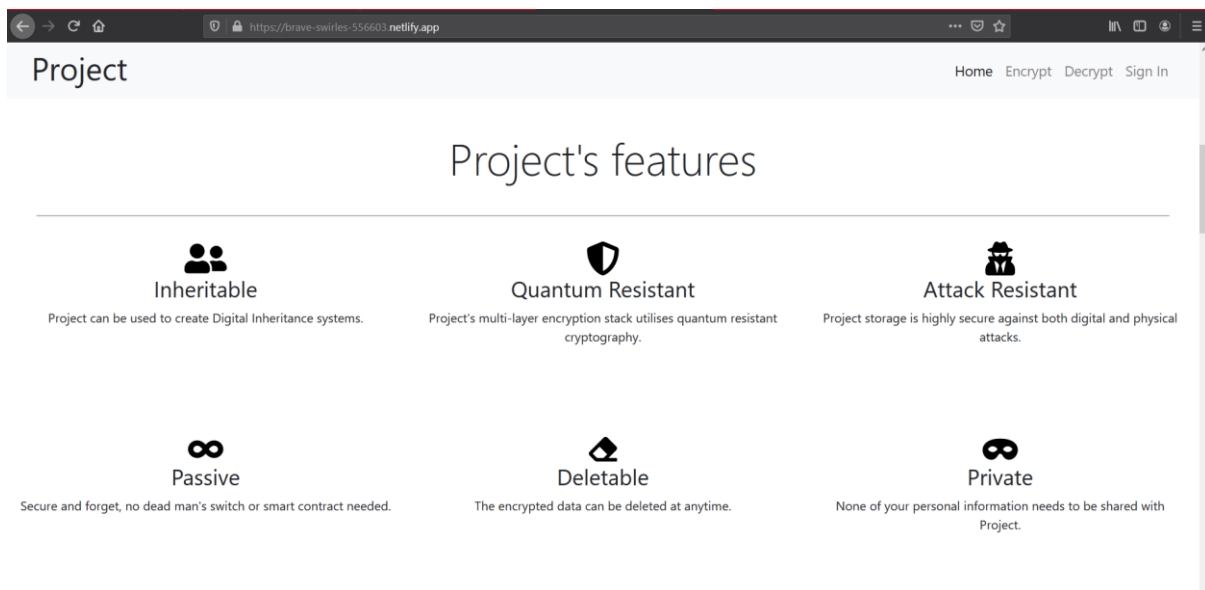 https://brave-swirles-556603.netlify.app
Project
Home Encrypt Decrypt Sign In
Project's features
Inheritable
Project can be used to create Digital Inheritance systems.
Quantum Resistant
Project's multi-layer encryption stack utilises quantum resistant
cryptography.
Attack Resistant
Project storage is highly secure against both digital and physical
attacks.
Passive
Secure and forget, no dead man's switch or smart contract needed.
Deletable
The encrypted data can be deleted at anytime.
Private
None of your personal information needs to be shared with
Project.